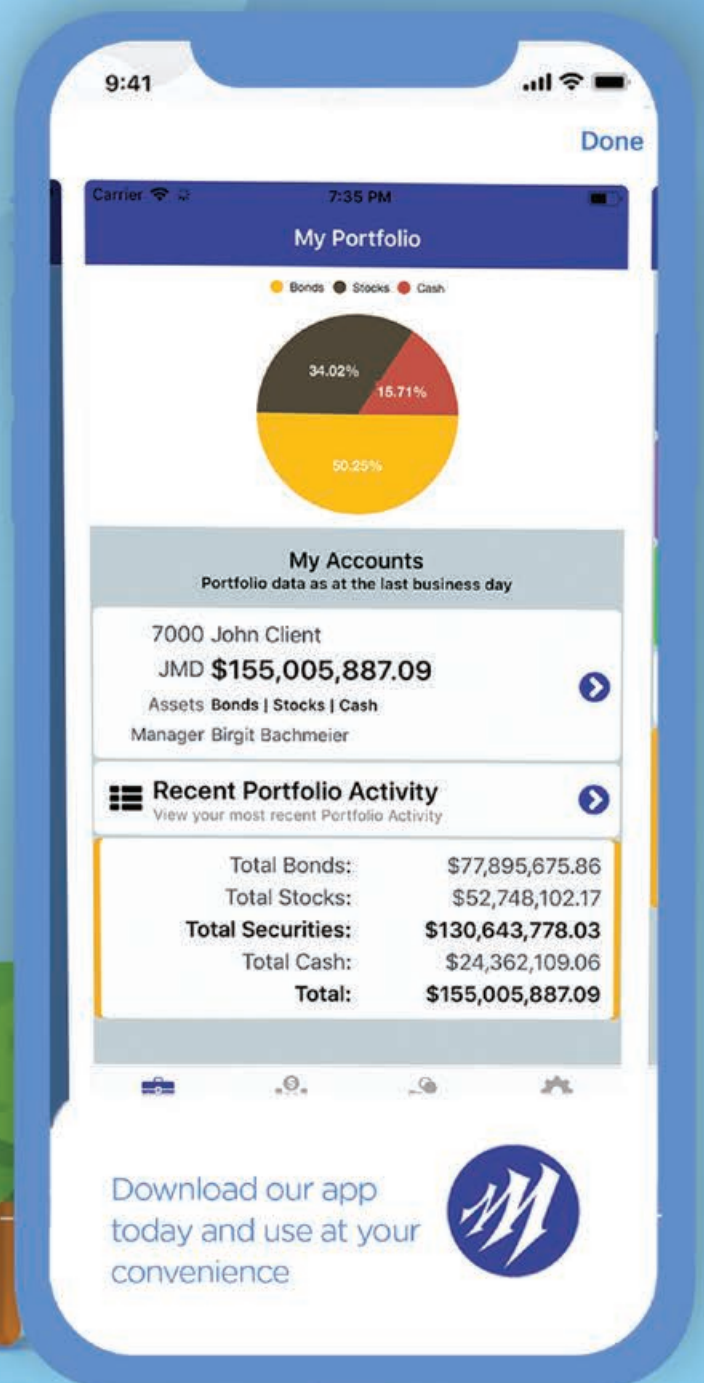 9:41
Done
Carrier 7:35 PM
My Portfolio
Bonds Stocks Cash
34.02%
15.71%
50.25%
My Accounts
Portfolio data as at the last business day
7000 John Client
JMD $155,005,887.09
Assets Bonds | Stocks | Cash
Manager Birgit Bachmeier
Recent Portfolio Activity
View your most recent Portfolio Activity
Total Bonds: $77,895,675.86
Total Stocks: $52,748,102.17
Total Securities: $130,643,778.03
Total Cash: $24,362,109.06
Total: $155,005,887.09
Download our app
today and use at your
convenience